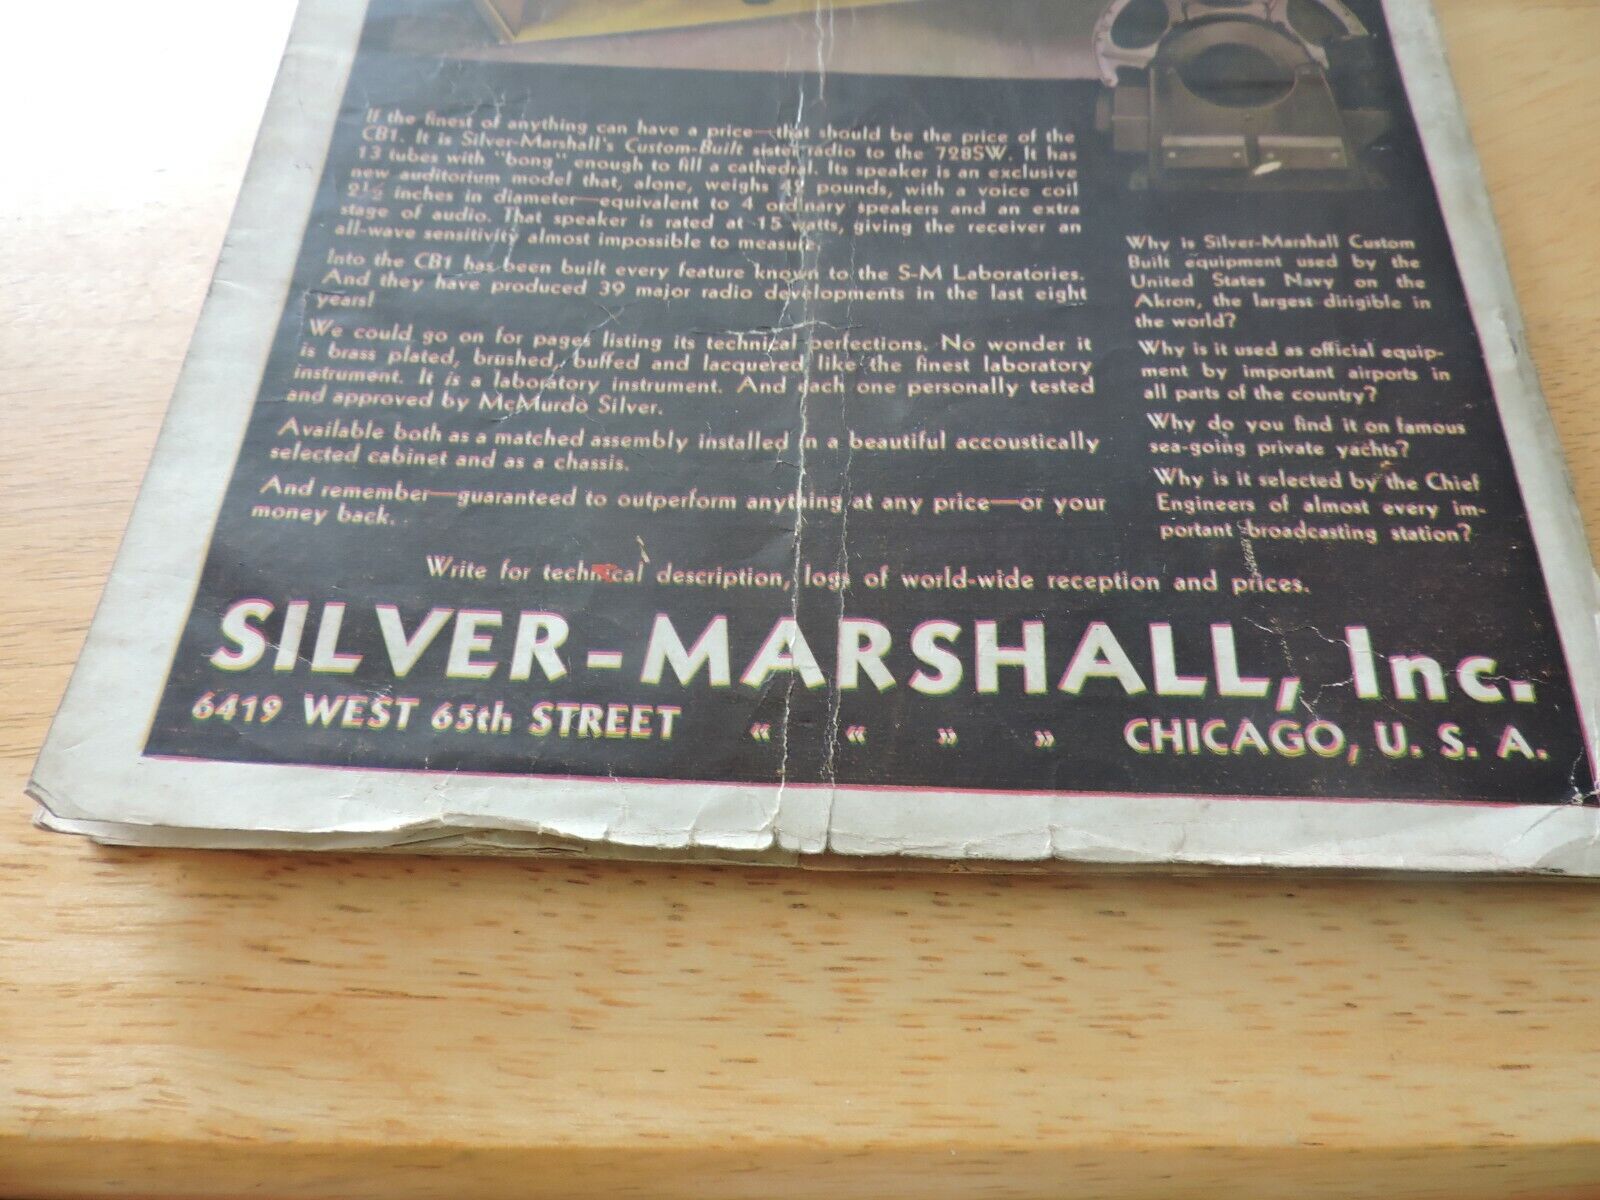 If the finest of anything can have a price—that should be the price of the
CB1. It is Silver-Marshall's Custom-Built sister radio to the 728SW. It has
13 tubes with "bong" enough to fill a cathedral. Its speaker is an exclusive
new auditorium model that, alone, weighs 42 pounds, with a voice coil
2½ inches in diameter—equivalent to 4 ordinary speakers and an extra
stage of audio. That speaker is rated at 15 watts, giving the receiver an
all-wave sensitivity almost impossible to measure.
Into the CB1 has been built every feature known to the S-M Laboratories.
And they have produced 39 major radio developments in the last eight
years!
We could go on for pages listing its technical perfections. No wonder it
is brass plated, brushed, buffed and lacquered like the finest laboratory
instrument. It is a laboratory instrument. And each one personally tested
and approved by McMurdo Silver.
Available both as a matched assembly installed in a beautiful accoustically
selected cabinet and as a chassis.
And remember—guaranteed to outperform anything at any price—or your
money back.
Why is Silver-Marshall Custom
Built equipment used by the
United States Navy on the
Akron, the largest dirigible in
the world?
Why is it used as official equip-
ment by important airports in
all parts of the country?
Why do you find it on famous
sea-going private yachts?
Why is it selected by the Chief
Engineers of almost every im-
portant broadcasting station?
Write for technical description, logs of world-wide reception and prices.
SILVER-MARSHALL, Inc.
6419 WEST 65th STREET « « » » CHICAGO, U. S. A.